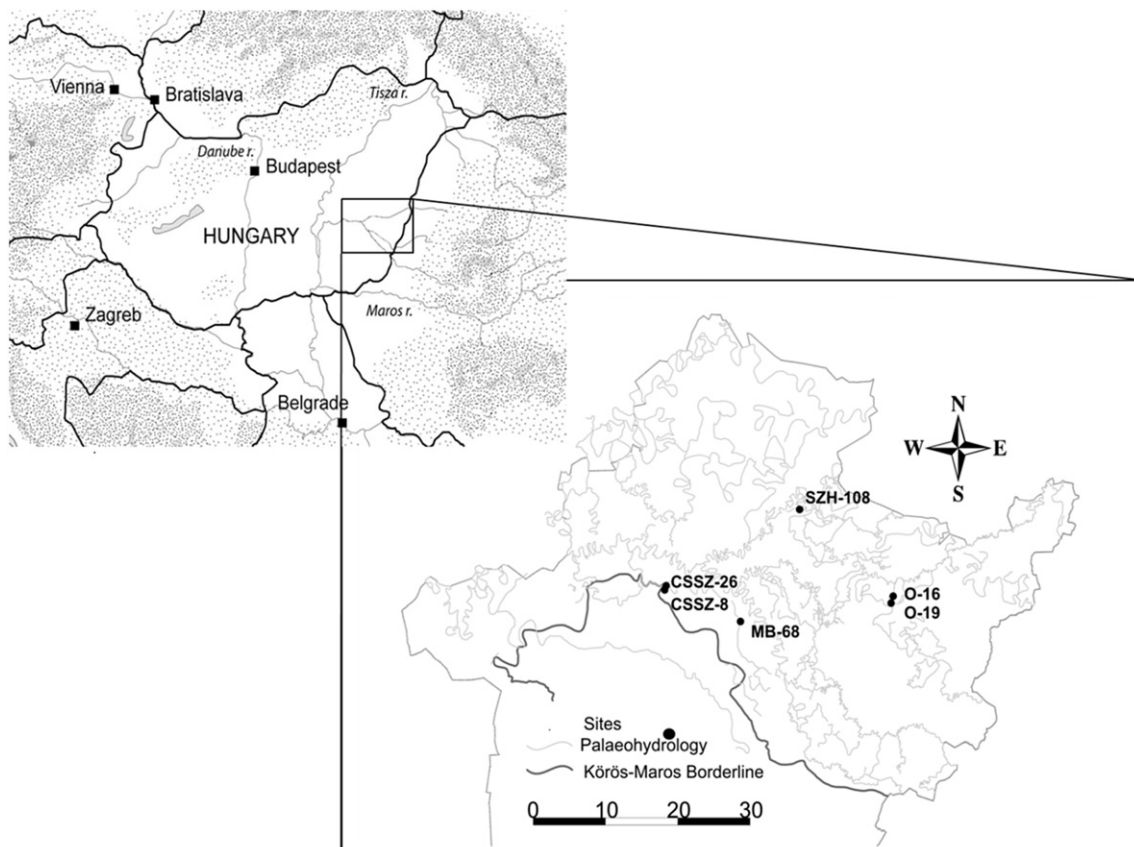 Vienna
Bratislava
Tisza r.
Danube r.
Budapest
HUNGARY
Maros r.
Zagreb
Belgrade
N
W E
S
SZH-108
CSSZ-26
CSSZ-8
O-16
O-19
MB-68
Sites
Palaeohydrology
Körös-Maros Borderline
0 10 20 30